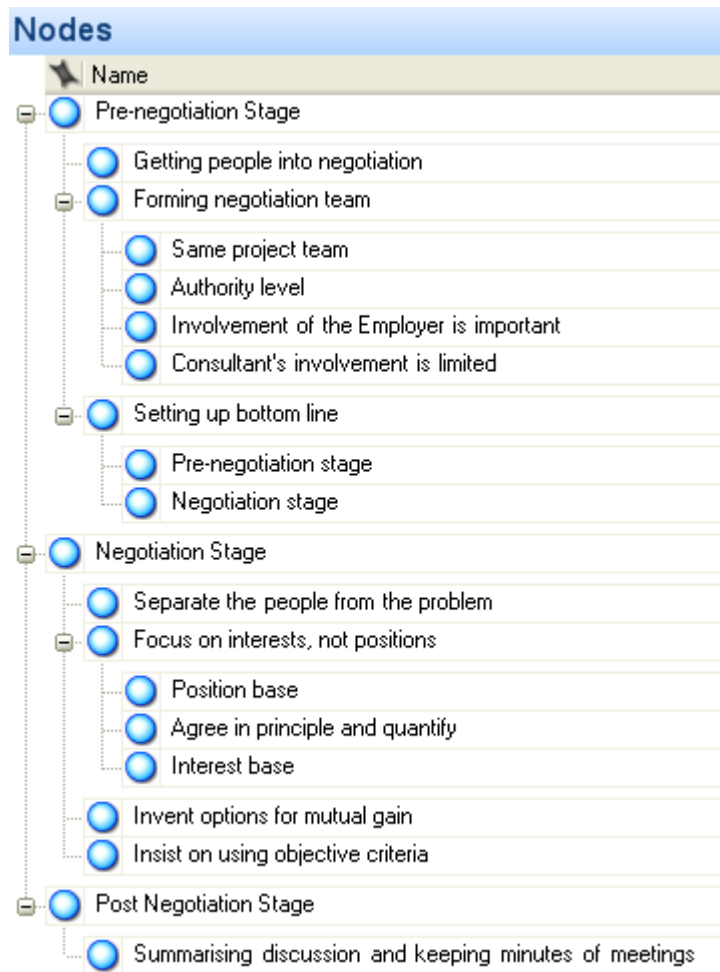 Nodes
Name
Pre-negotiation Stage
Getting people into negotiation
Forming negotiation team
Same project team
Authority level
Involvement of the Employer is important
Consultant's involvement is limited
Setting up bottom line
Pre-negotiation stage
Negotiation stage
Negotiation Stage
Separate the people from the problem
Focus on interests, not positions
Position base
Agree in principle and quantify
Interest base
Invent options for mutual gain
Insist on using objective criteria
Post Negotiation Stage
Summarising discussion and keeping minutes of meetings